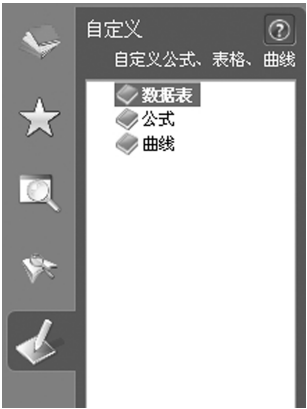 自定义
?
自定义公式、表格、曲线
数据表
公式
曲线